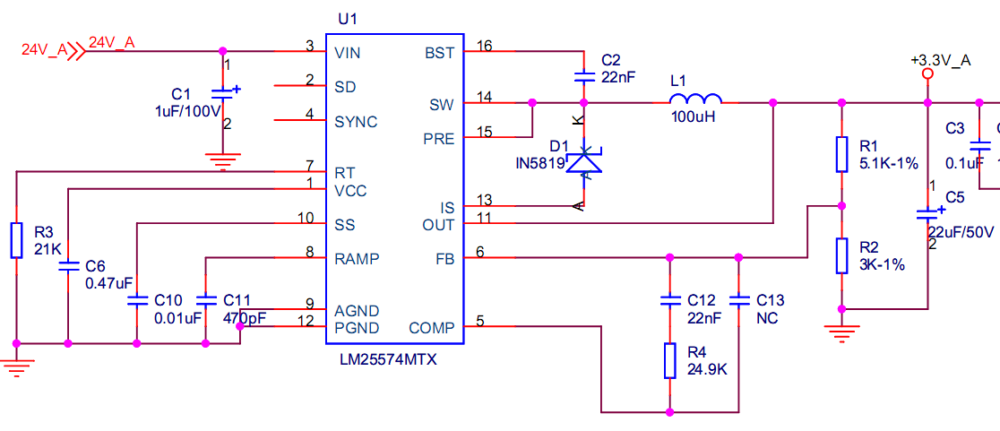 U1
24V_A
24V_A
3
VIN
BST
16
1
C1
1uF/100V
2
2
SD
4
SYNC
C2
22nF
SW
14
PRE
15
L1
100uH
+3.3V_A
K
D1
IN5819
K
A
A
R1
5.1K-1%
C3
0.1uF
7
RT
1
VCC
IS
13
10
SS
OUT
11
1
C5
22uF/50V
2
R3
21K
8
RAMP
FB
6
R2
3K-1%
C6
0.47uF
C10
0.01uF
C11
470pF
9
AGND
12
PGND
COMP
5
C12
22nF
C13
NC
R4
24.9K
LM25574MTX